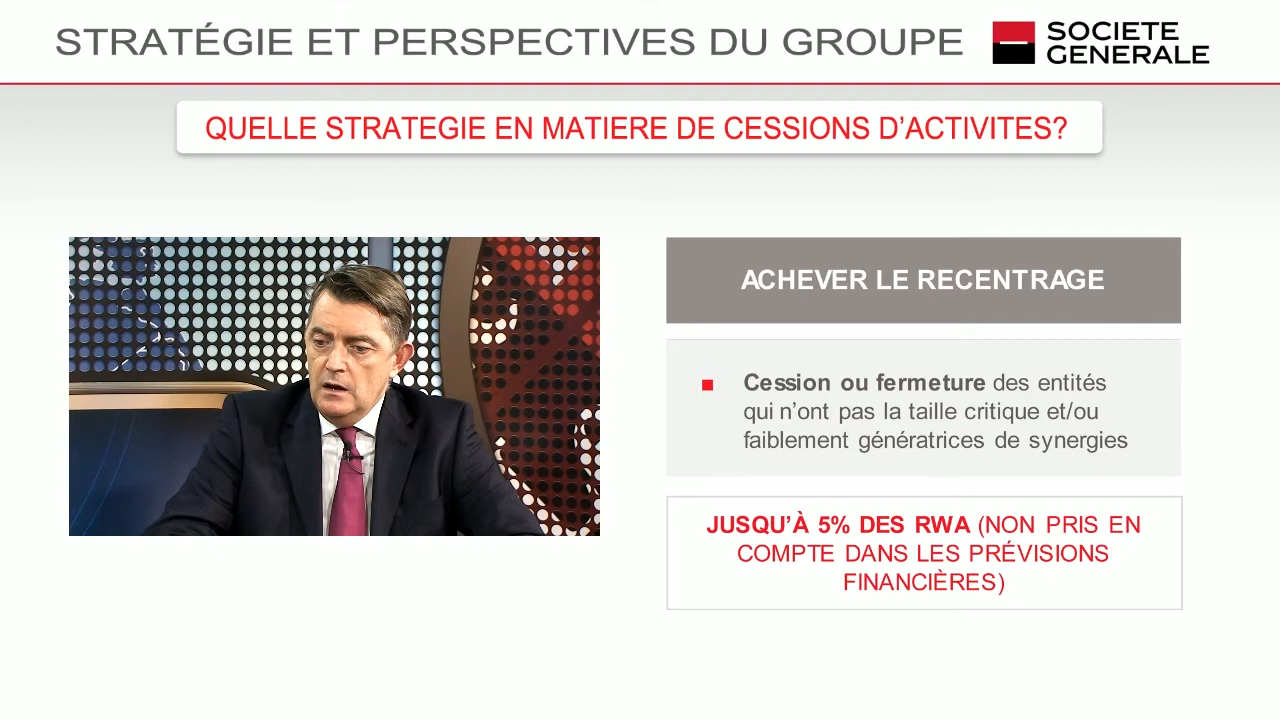 STRATÉGIE ET PERSPECTIVES DU GROUPE
SOCIETE
GENERALE
QUELLE STRATEGIE EN MATIERE DE CESSIONS D’ACTIVITES?
ACHEVER LE RECENTRAGE
Cession ou fermeture des entités
qui n’ont pas la taille critique et/ou
faiblement génératrices de synergies
JUSQU’À 5% DES RWA (NON PRIS EN
COMPTE DANS LES PRÉVISIONS
FINANCIÈRES)